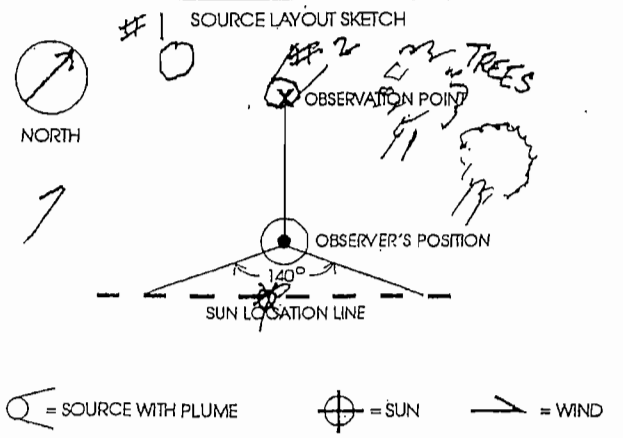 SOURCE LAYOUT SKETCH
# 1
# 2
TREES
X OBSERVATION POINT
NORTH
OBSERVER'S POSITION
140°
SUN LOCATION LINE
= SOURCE WITH PLUME
= SUN
= WIND